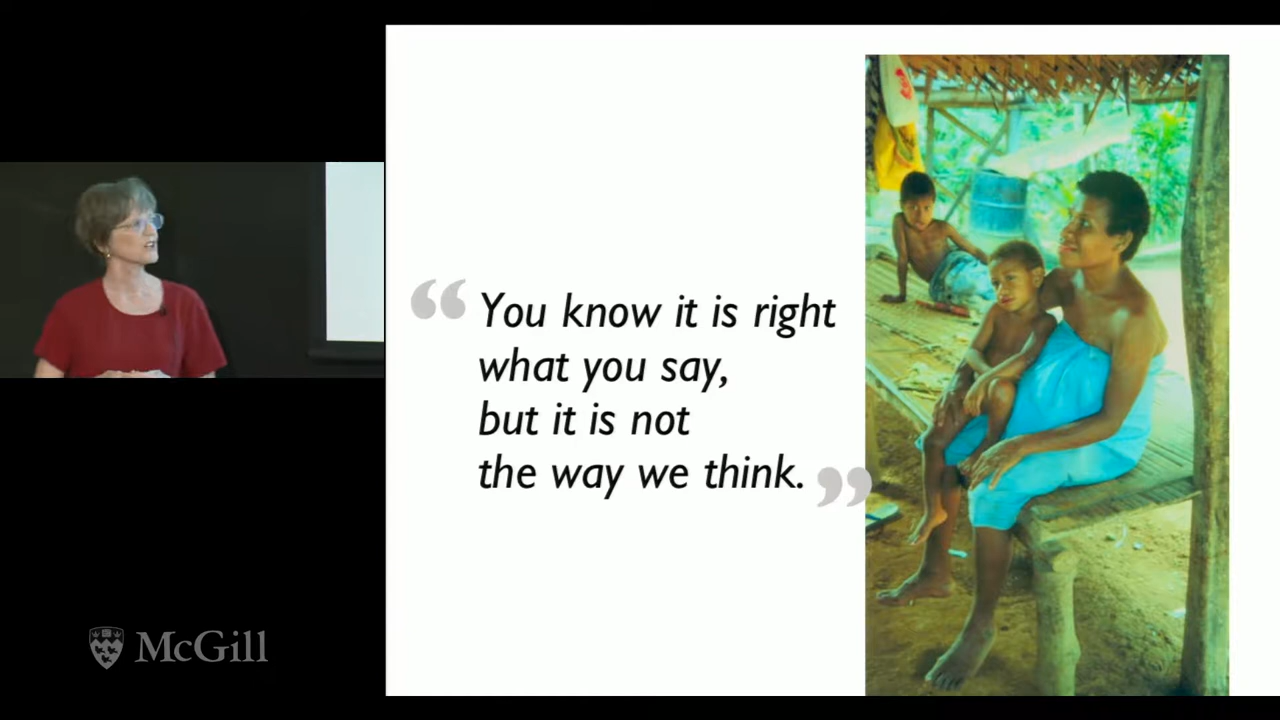 “You know it is right
what you say,
but it is not
the way we think.”
McGill